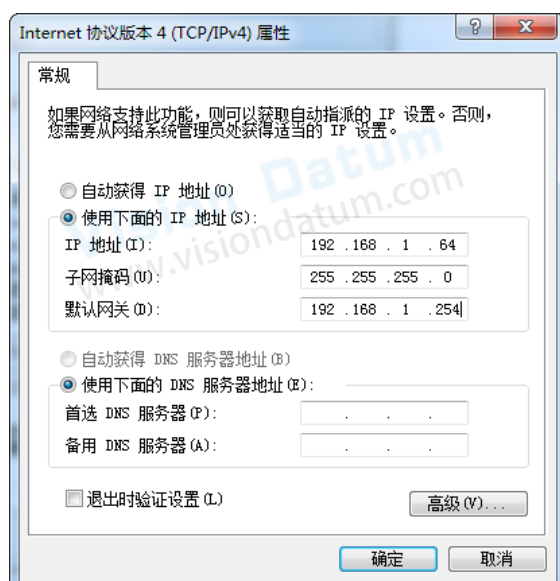 Internet 协议版本 4 (TCP/IPv4) 属性
常规
如果网络支持此功能，则可以获取自动指派的 IP 设置。否则，
您需要从网络系统管理员处获得适当的 IP 设置。
自动获得 IP 地址(O)
使用下面的 IP 地址(S):
IP 地址(I): 192 .168 . 1 . 64
子网掩码(U): 255 .255 .255 . 0
默认网关(D): 192 .168 . 1 .254
自动获得 DNS 服务器地址(B)
使用下面的 DNS 服务器地址(E):
首选 DNS 服务器(P): . . .
备用 DNS 服务器(A): . . .
退出时验证设置(L)
高级(V)...
确定 取消
Vision Datum
www.visiondatum.com